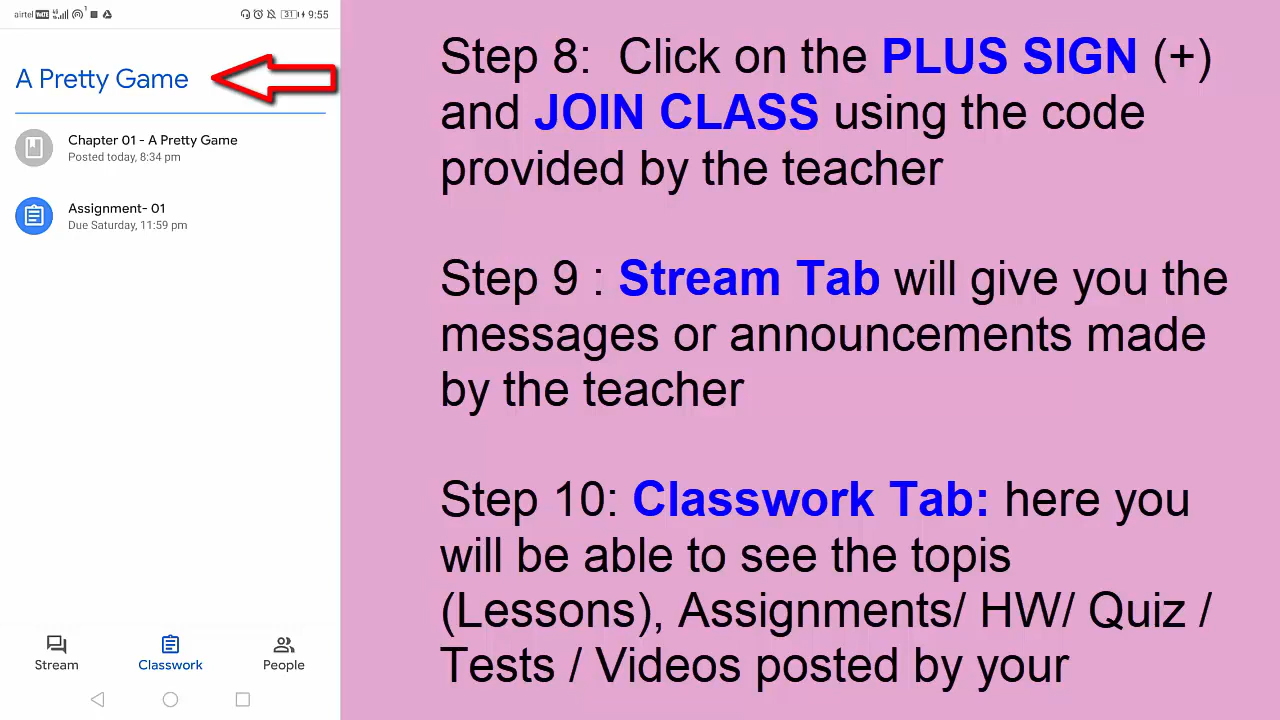 airtel VoLTE 4G 1 31 9:55
A Pretty Game
Chapter 01 - A Pretty Game
Posted today, 8:34 pm
Assignment- 01
Due Saturday, 11:59 pm
Stream Classwork People
Step 8: Click on the PLUS SIGN (+)
and JOIN CLASS using the code
provided by the teacher
Step 9 : Stream Tab will give you the
messages or announcements made
by the teacher
Step 10: Classwork Tab: here you
will be able to see the topis
(Lessons), Assignments/ HW/ Quiz /
Tests / Videos posted by your